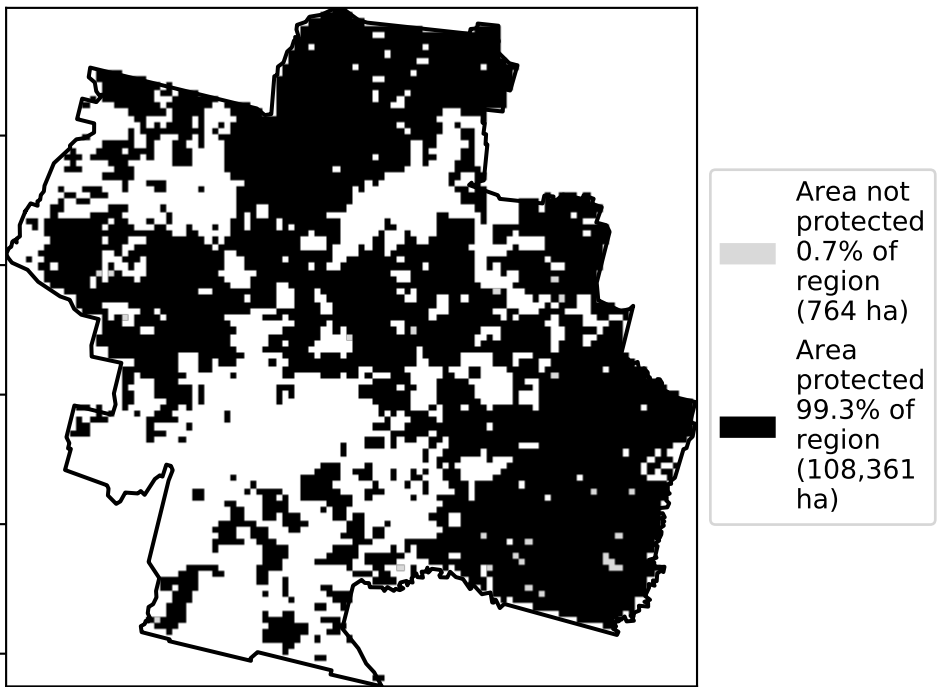 Area not
protected
0.7% of
region
(764 ha)
Area
protected
99.3% of
region
(108,361
ha)